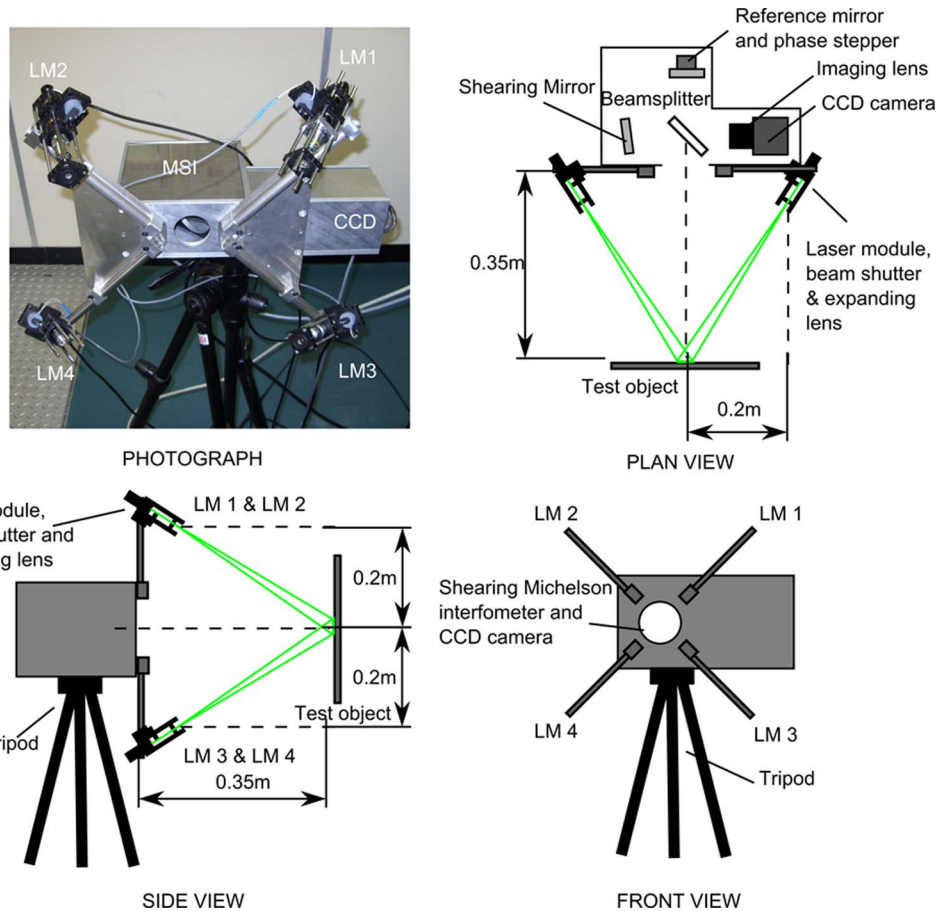 LM2
LM1
MSI
CCD
LM4
LM3
PHOTOGRAPH
Reference mirror
and phase stepper
Imaging lens
CCD camera
Shearing Mirror
Beamsplitter
0.35m
Laser module,
beam shutter
& expanding
lens
Test object
0.2m
PLAN VIEW
LM 1 & LM 2
odule,
utter and
g lens
0.2m
0.2m
Test object
ripod
LM 3 & LM 4
0.35m
SIDE VIEW
LM 2
LM 1
Shearing Michelson
interfometer and
CCD camera
LM 4
LM 3
Tripod
FRONT VIEW